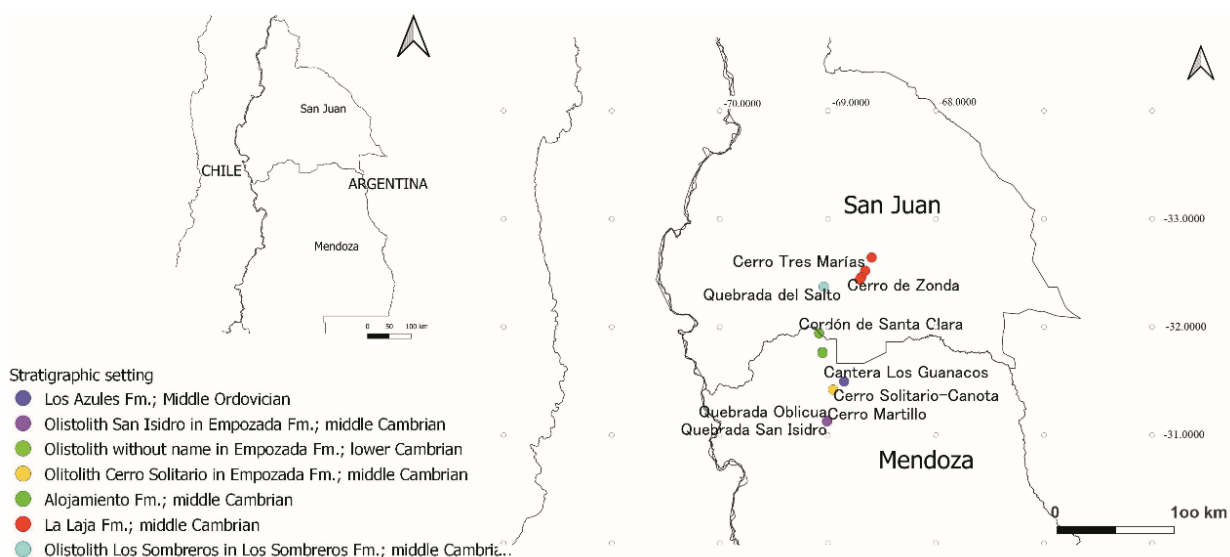 San Juan
CHILE
ARGENTINA
Mendoza
0 50 100 km
Stratigraphic setting
Los Azules Fm.; Middle Ordovician
Olistolith San Isidro in Empozada Fm.; middle Cambrian
Olistolith without name in Empozada Fm.; lower Cambrian
Olitolith Cerro Solitario in Empozada Fm.; middle Cambrian
Alojamiento Fm.; middle Cambrian
La Laja Fm.; middle Cambrian
Olistolith Los Sombreros in Los Sombreros Fm.; middle Cambria...
-70.0000
-69.0000
-68.0000
San Juan
-33.0000
Cerro Tres Marías
Cerro de Zonda
Quebrada del Salto
Cordón de Santa Clara
-32.0000
Cantera Los Guanacos
Cerro Solitario-Canota
Quebrada Oblicua
Cerro Martillo
Quebrada San Isidro
-31.0000
Mendoza
0 100 km